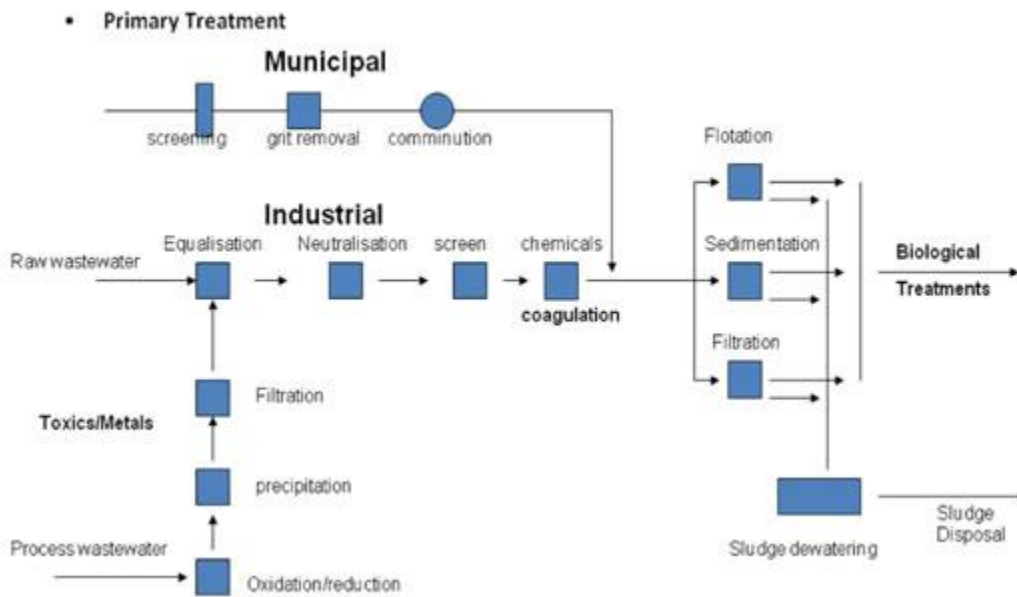 • Primary Treatment
Municipal
screening
grit removal
comminution
Flotation
Industrial
Equalisation
Neutralisation
screen
chemicals
Sedimentation
Raw wastewater
coagulation
Biological
Treatments
Filtration
Filtration
Toxics/Metals
precipitation
Process wastewater
Oxidation/reduction
Sludge dewatering
Sludge
Disposal